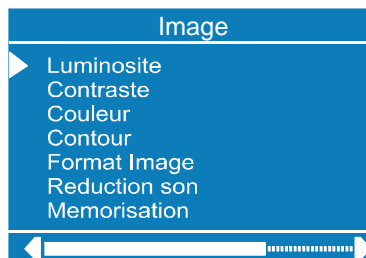 Image
Luminosite
Contraste
Couleur
Contour
Format Image
Reduction son
Memorisation